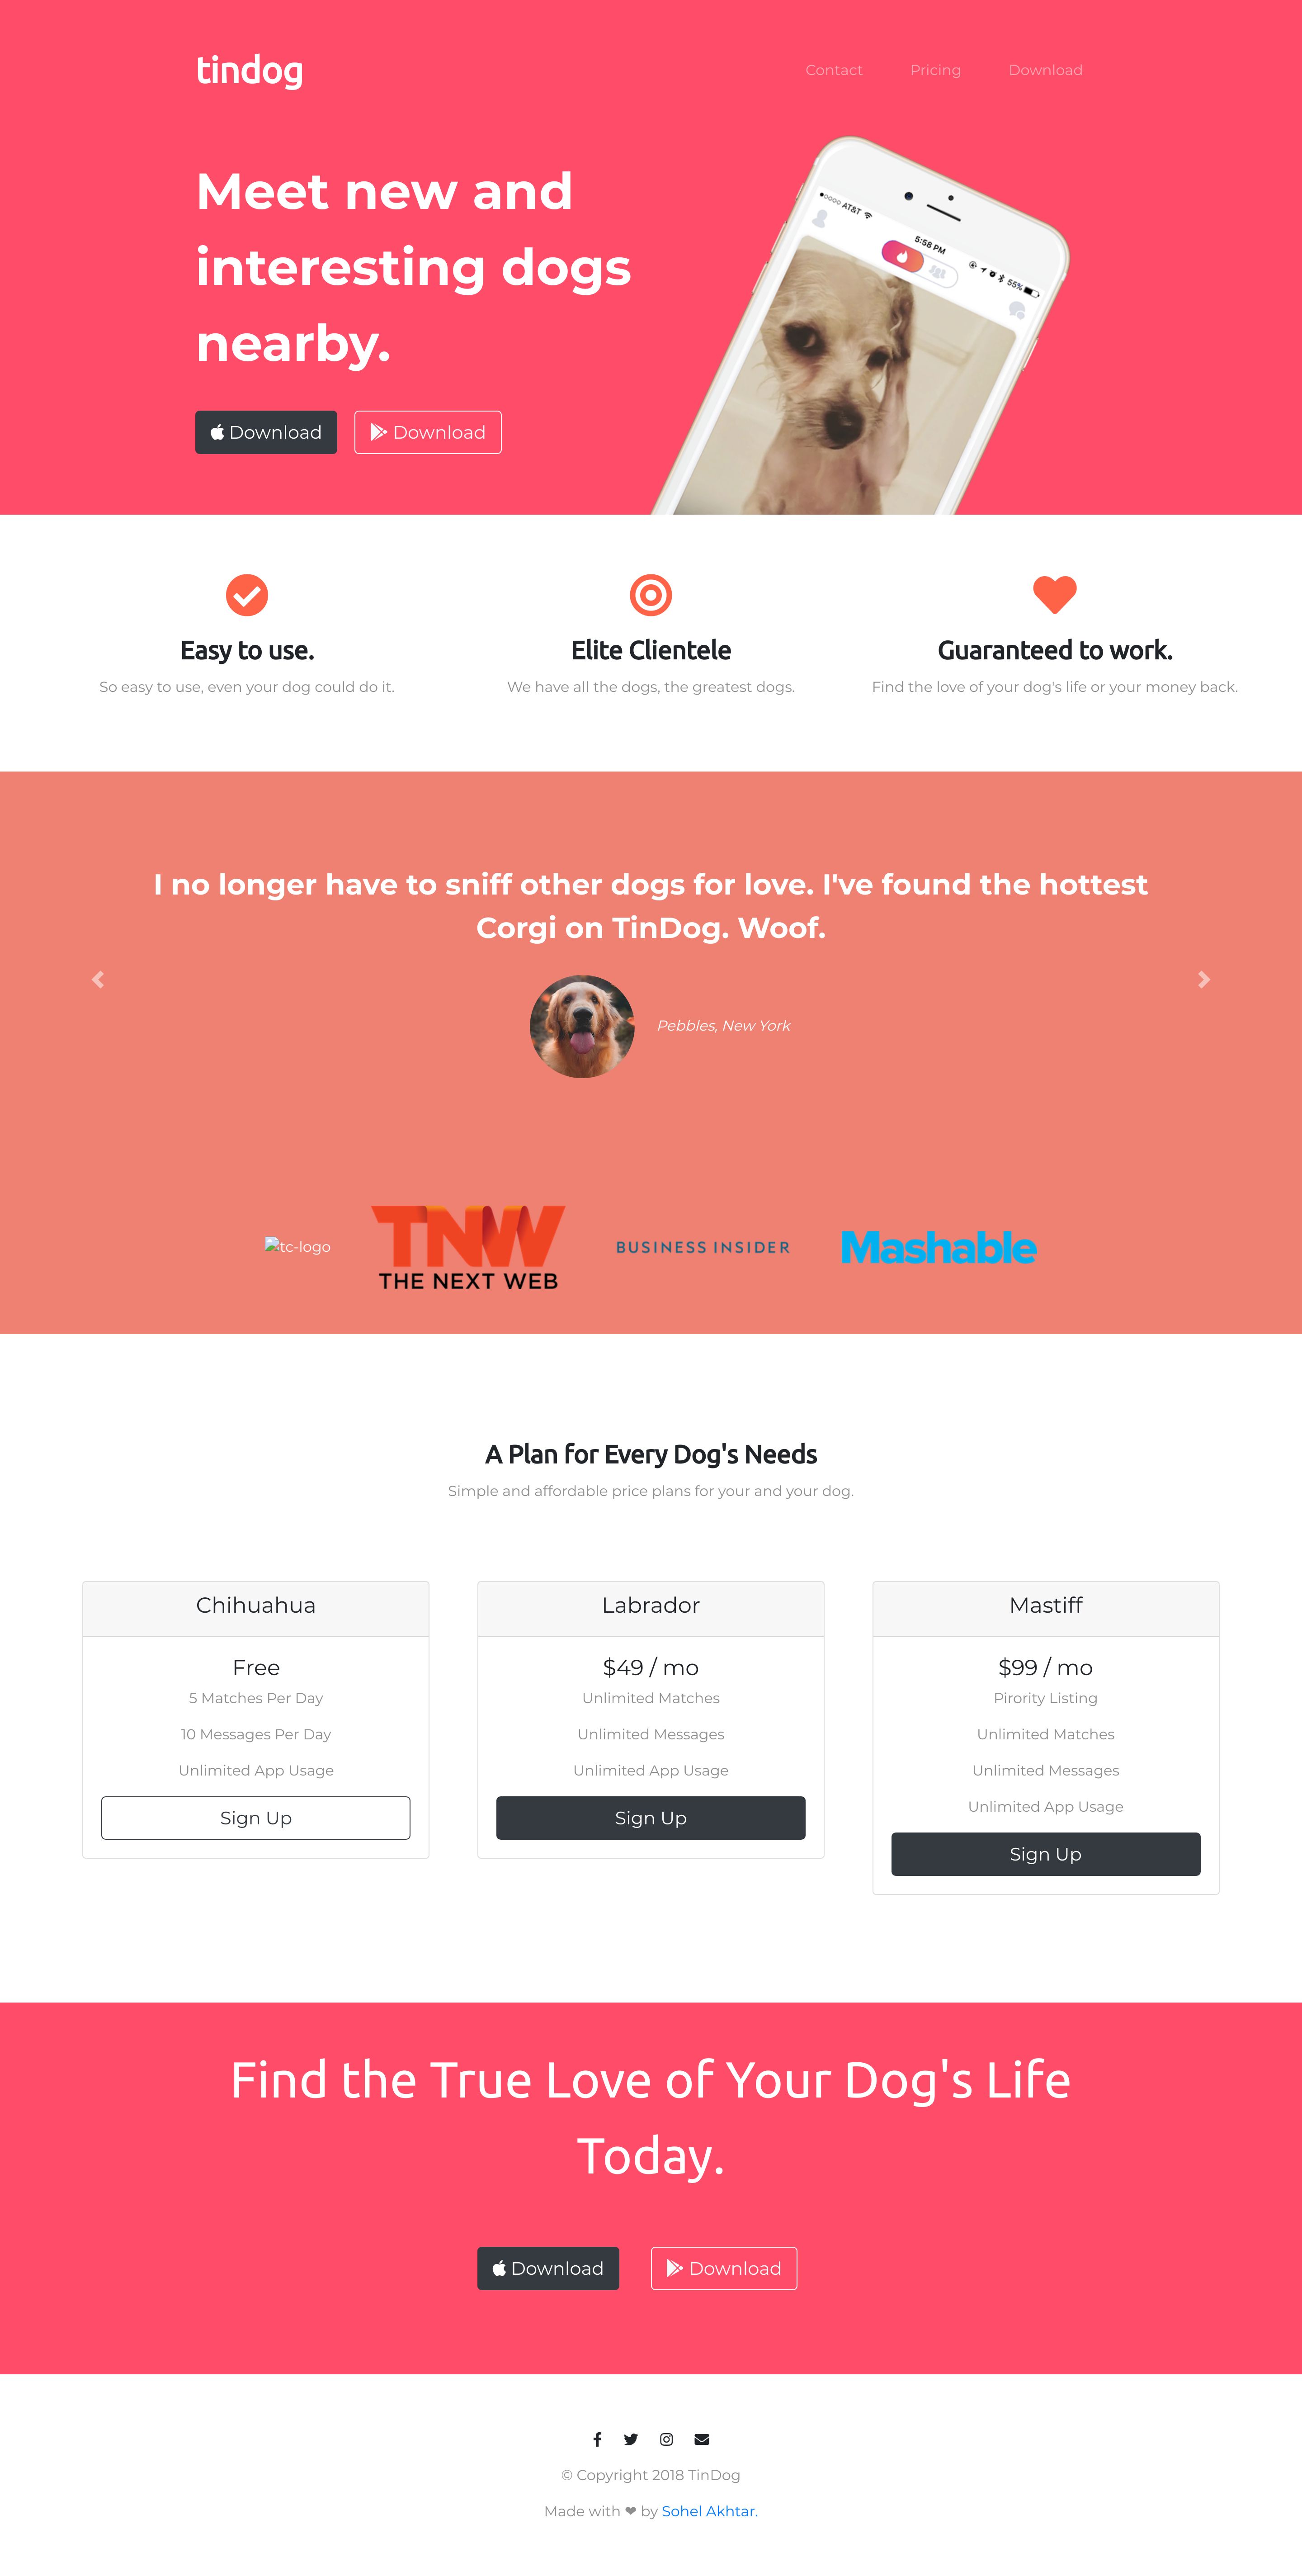 tindog
Contact Pricing Download
Meet new and
interesting dogs
nearby.
Download Download
AT&T 5:58 PM 55%
Easy to use. Elite Clientele Guaranteed to work.
So easy to use, even your dog could do it. We have all the dogs, the greatest dogs. Find the love of your dog's life or your money back.
I no longer have to sniff other dogs for love. I've found the hottest
Corgi on TinDog. Woof.
Pebbles, New York
tc-logo TNW BUSINESS INSIDER Mashable
THE NEXT WEB
A Plan for Every Dog's Needs
Simple and affordable price plans for your and your dog.
Chihuahua Labrador Mastiff
Free $49 / mo $99 / mo
5 Matches Per Day Unlimited Matches Pirority Listing
10 Messages Per Day Unlimited Messages Unlimited Matches
Unlimited App Usage Unlimited App Usage Unlimited Messages
Unlimited App Usage
Sign Up Sign Up
Sign Up
Find the True Love of Your Dog's Life
Today.
Download Download
© Copyright 2018 TinDog
Made with ❤ by Sohel Akhtar.